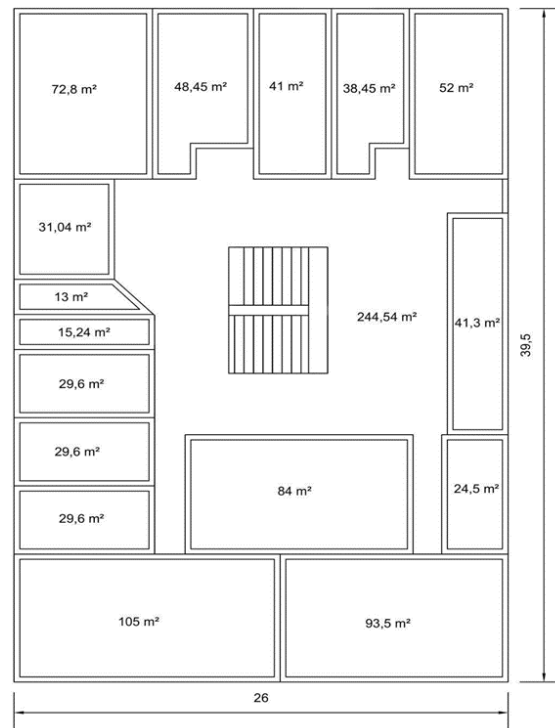 72,8 m²
48,45 m²
41 m²
38,45 m²
52 m²
31,04 m²
13 m²
15,24 m²
244,54 m²
41,3 m²
39,5
29,6 m²
29,6 m²
29,6 m²
84 m²
24,5 m²
105 m²
93,5 m²
26